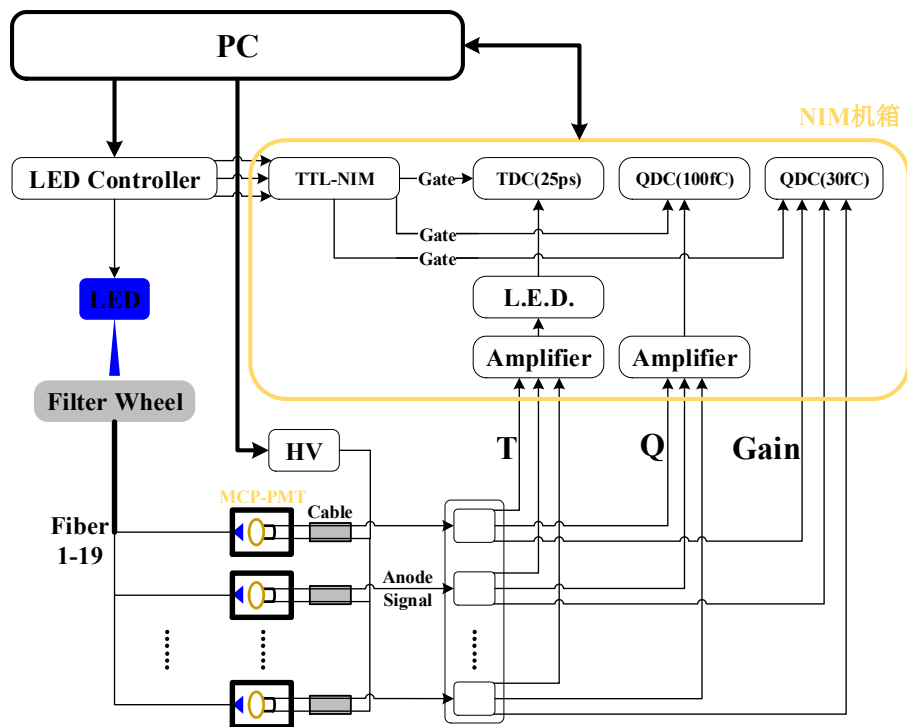 PC
NIM机箱
LED Controller
TTL-NIM
Gate
TDC(25ps)
QDC(100fC)
QDC(30fC)
Gate
Gate
LED
L.E.D.
Amplifier
Amplifier
Filter Wheel
HV
T
Q
Gain
MCP-PMT
Cable
Fiber
1-19
Anode
Signal